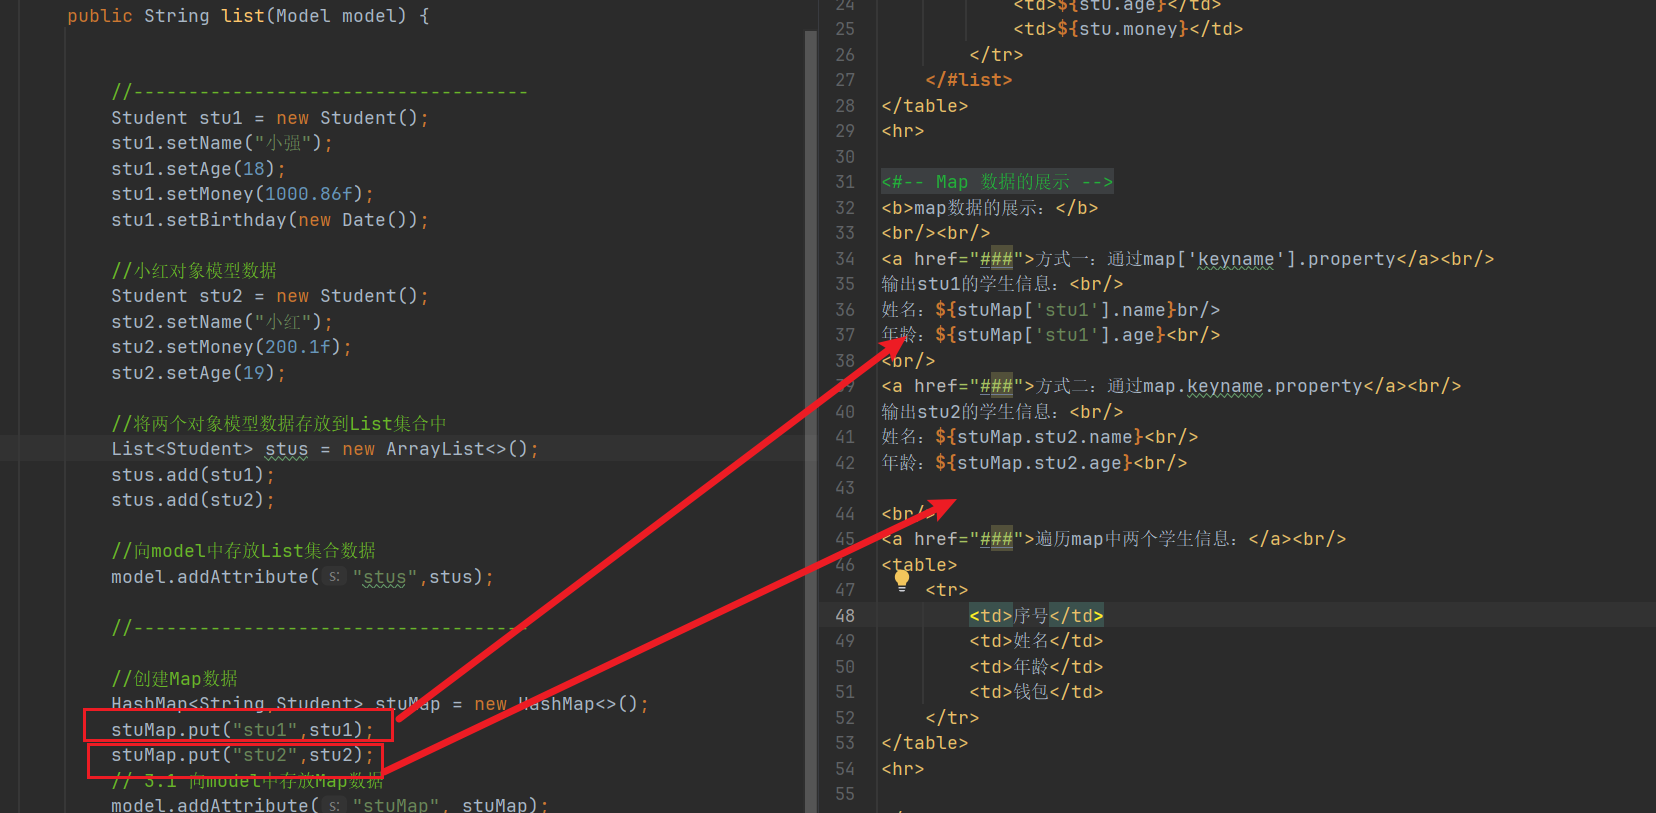 public String list(Model model) {
//------------------------------------
Student stu1 = new Student();
stu1.setName("小强");
stu1.setAge(18);
stu1.setMoney(1000.86f);
stu1.setBirthday(new Date());
//小红对象模型数据
Student stu2 = new Student();
stu2.setName("小红");
stu2.setMoney(200.1f);
stu2.setAge(19);
//将两个对象模型数据存放到List集合中
List<Student> stus = new ArrayList<>();
stus.add(stu1);
stus.add(stu2);
//向model中存放List集合数据
model.addAttribute( s: "stus",stus);
//------------------------------------
//创建Map数据
HashMap<String,Student> stuMap = new HashMap<>();
stuMap.put("stu1",stu1);
stuMap.put("stu2",stu2);
// 3.1 向model中存放Map数据
model.addAttribute( s: "stuMap", stuMap);
24 <td>${stu.age}</td>
25 <td>${stu.money}</td>
26 </tr>
27 </#list>
28 </table>
29 <hr>
30
31 <#-- Map 数据的展示 -->
32 <b>map数据的展示：</b>
33 <br/><br/>
34 <a href="###">方式一：通过map['keyname'].property</a><br/>
35 输出stu1的学生信息：<br/>
36 姓名：${stuMap['stu1'].name}br/>
37 年龄：${stuMap['stu1'].age}<br/>
38 <br/>
39 <a href="###">方式二：通过map.keyname.property</a><br/>
40 输出stu2的学生信息：<br/>
41 姓名：${stuMap.stu2.name}<br/>
42 年龄：${stuMap.stu2.age}<br/>
43
44 <br/>
45 <a href="###">遍历map中两个学生信息：</a><br/>
46 <table>
47 <tr>
48 <td>序号</td>
49 <td>姓名</td>
50 <td>年龄</td>
51 <td>钱包</td>
52 </tr>
53 </table>
54 <hr>
55